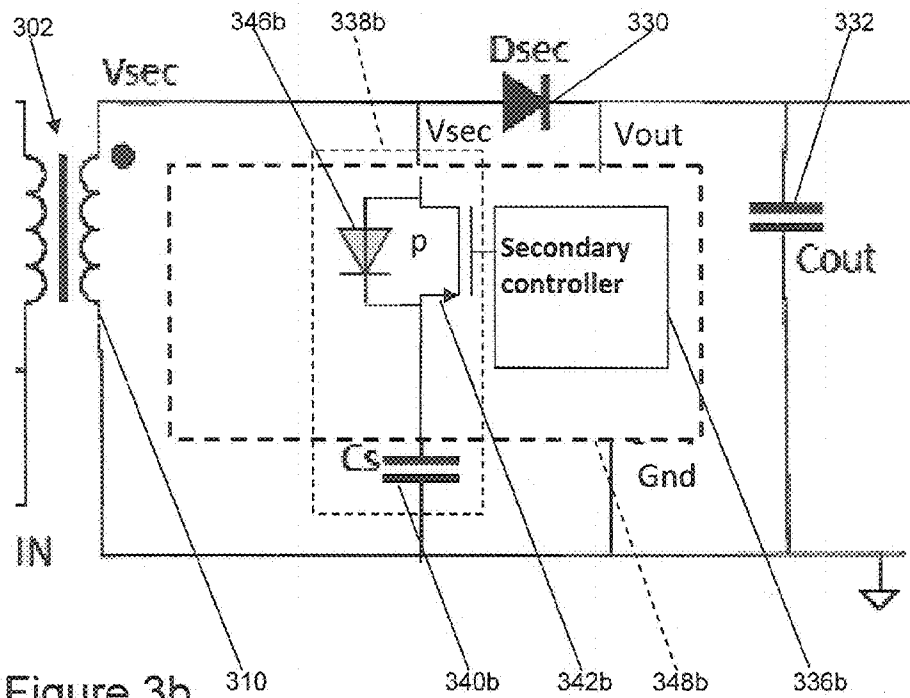 302 346b 338b 330 332
Dsec
Vsec
Vsec
Vout
p
Secondary
controller
Cout
Cs
Gnd
IN
Figure 3b 310 340b 342b 348b 336b